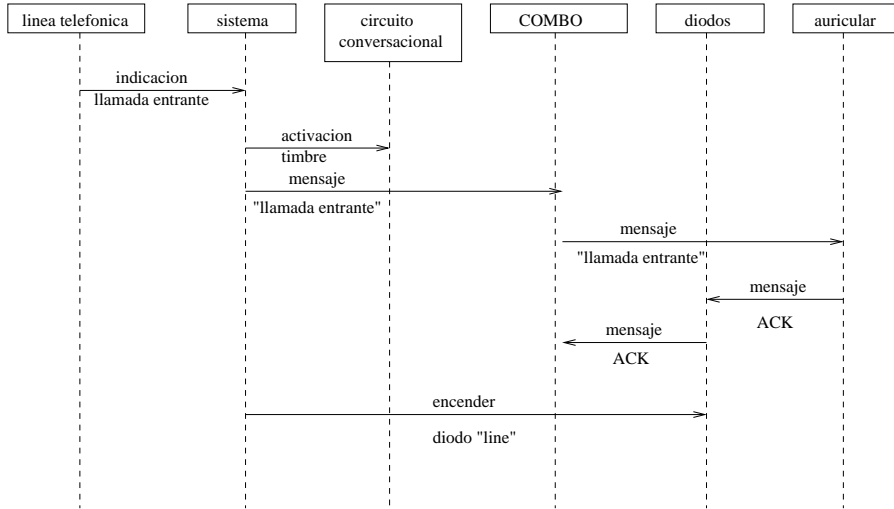 linea telefonica
sistema
circuito
conversacional
COMBO
diodos
auricular
indicacion
llamada entrante
activacion
timbre
mensaje
"llamada entrante"
mensaje
"llamada entrante"
mensaje
ACK
mensaje
ACK
encender
diodo "line"